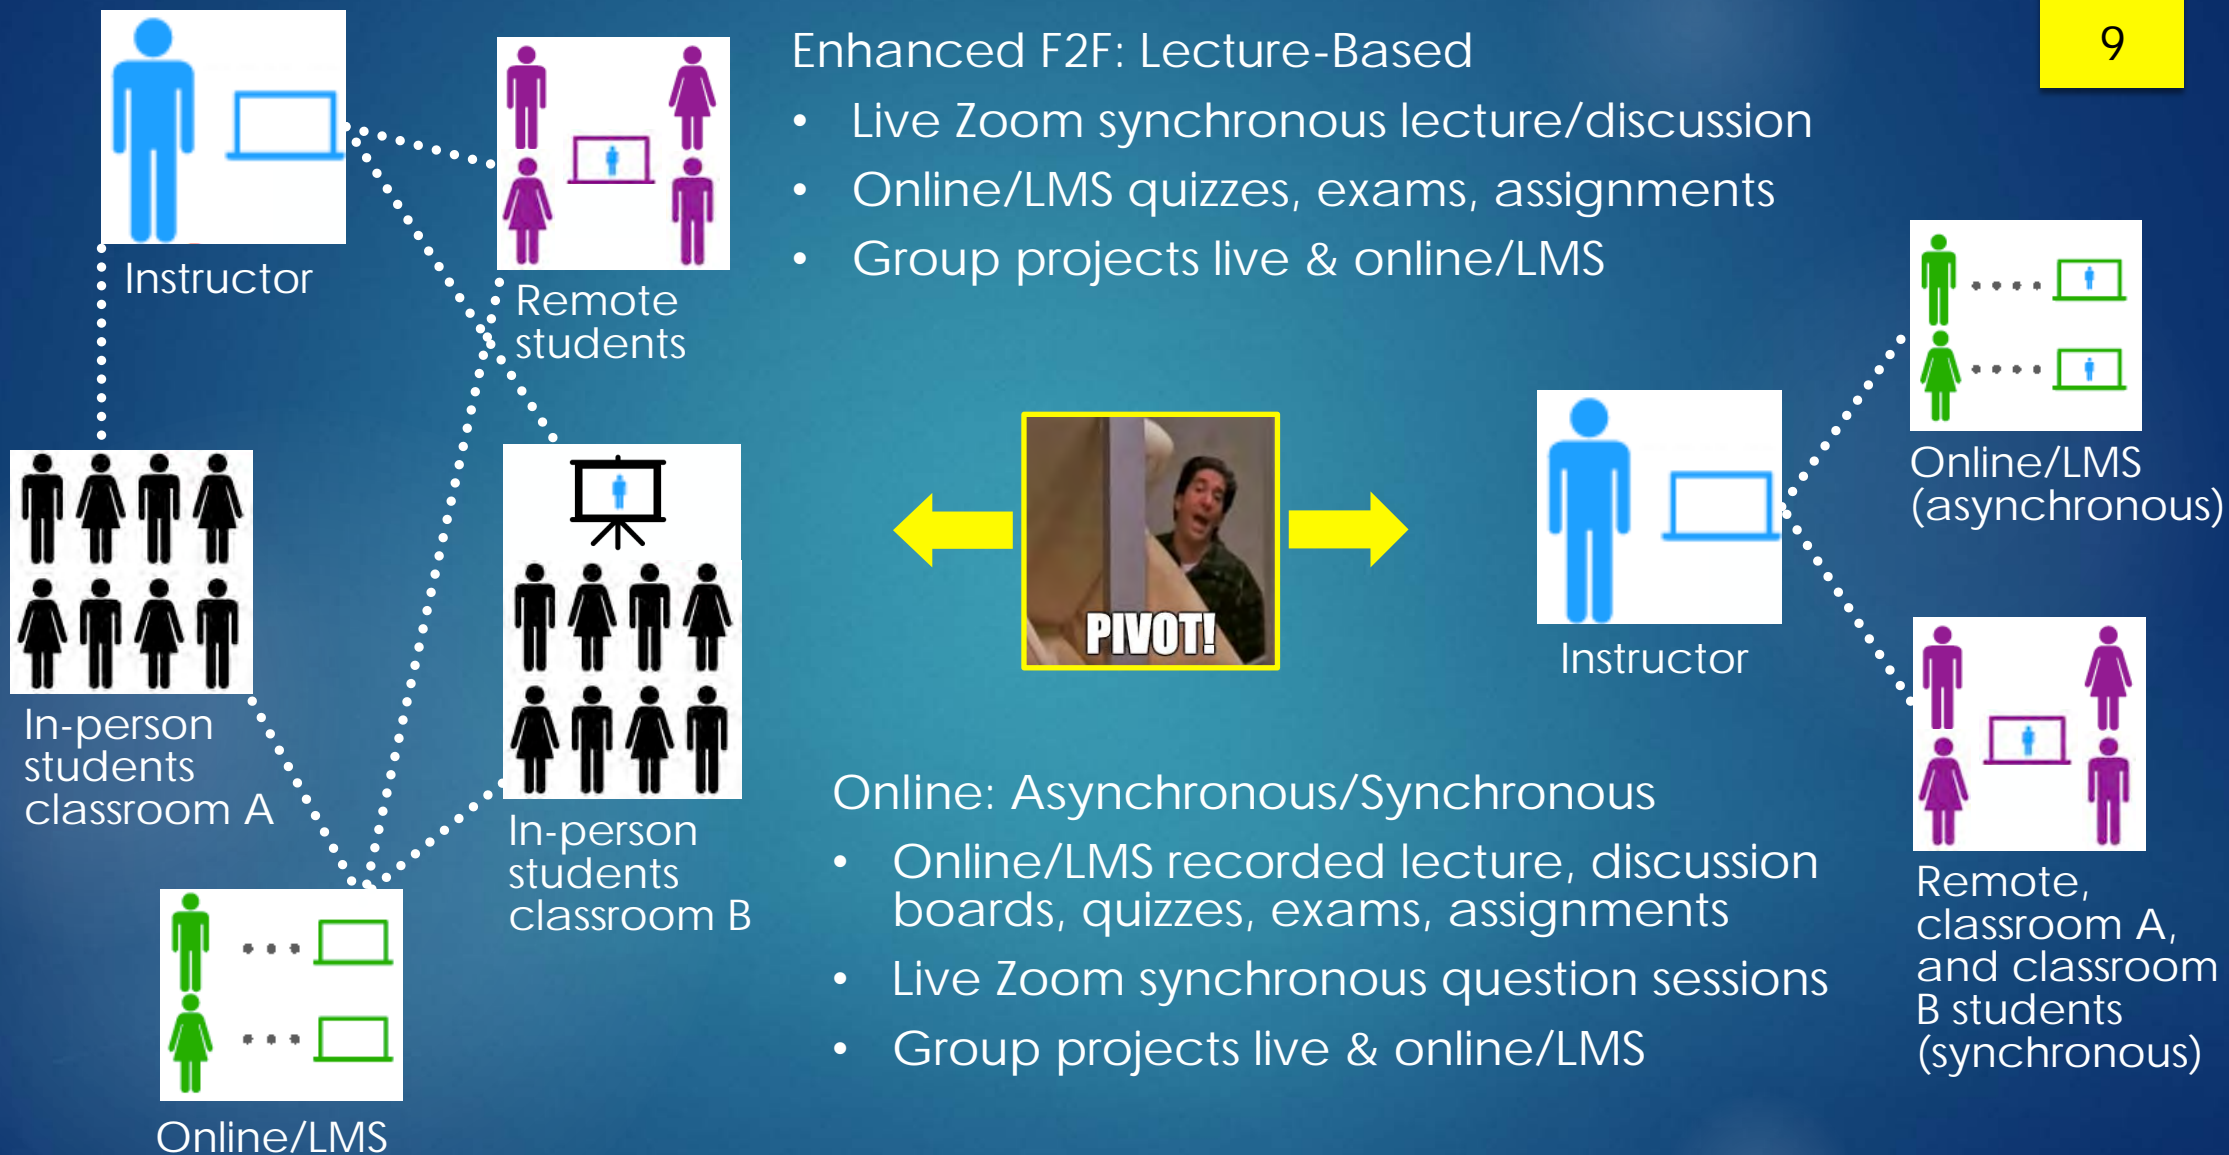 9
Enhanced F2F: Lecture-Based
• Live Zoom synchronous lecture/discussion
• Online/LMS quizzes, exams, assignments
• Group projects live & online/LMS
Instructor
Remote
students
In-person
students
classroom A
In-person
students
classroom B
Online/LMS
PIVOT!
Instructor
Online/LMS
(asynchronous)
Remote,
classroom A,
and classroom
B students
(synchronous)
Online: Asynchronous/Synchronous
• Online/LMS recorded lecture, discussion
boards, quizzes, exams, assignments
• Live Zoom synchronous question sessions
• Group projects live & online/LMS